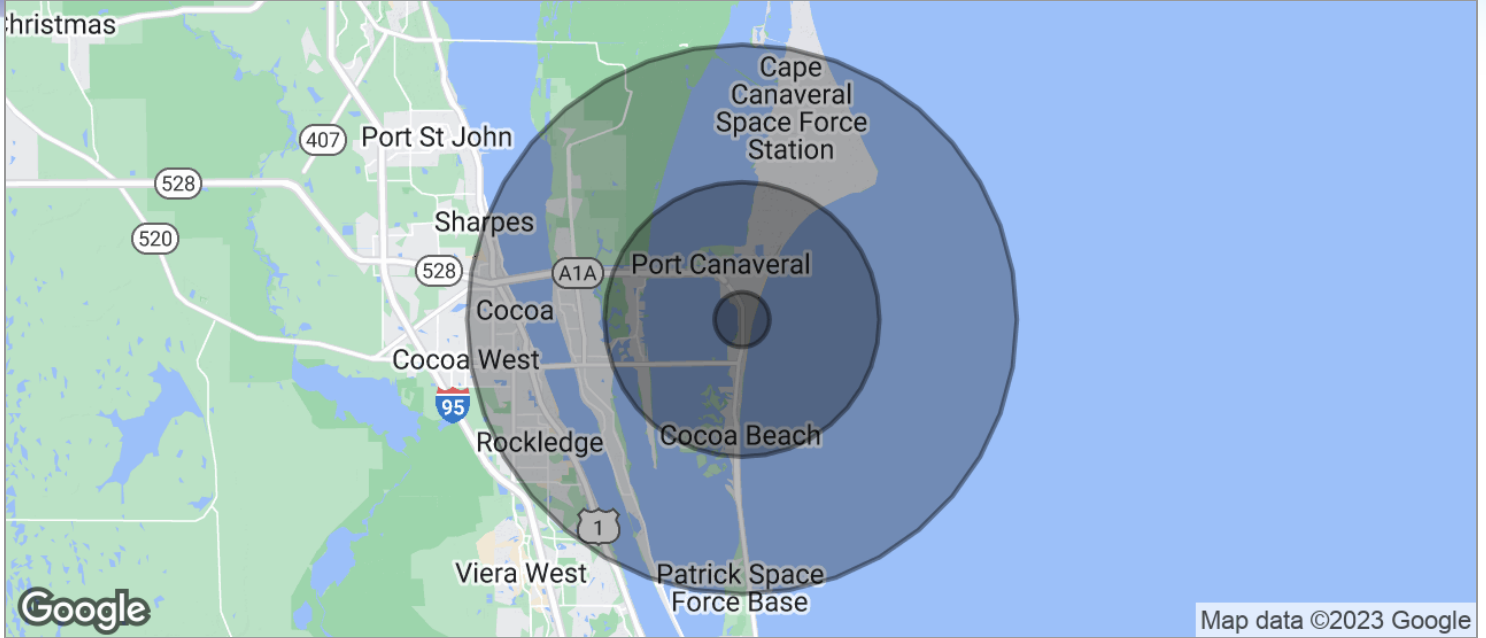 hristmas
Cape
Canaveral
Space Force
Station
407
Port St John
528
520
Sharpes
528
A1A
Port Canaveral
Cocoa
Cocoa West
95
Rockledge
Cocoa Beach
1
Viera West
Patrick Space
Force Base
Google
Map data ©2023 Google